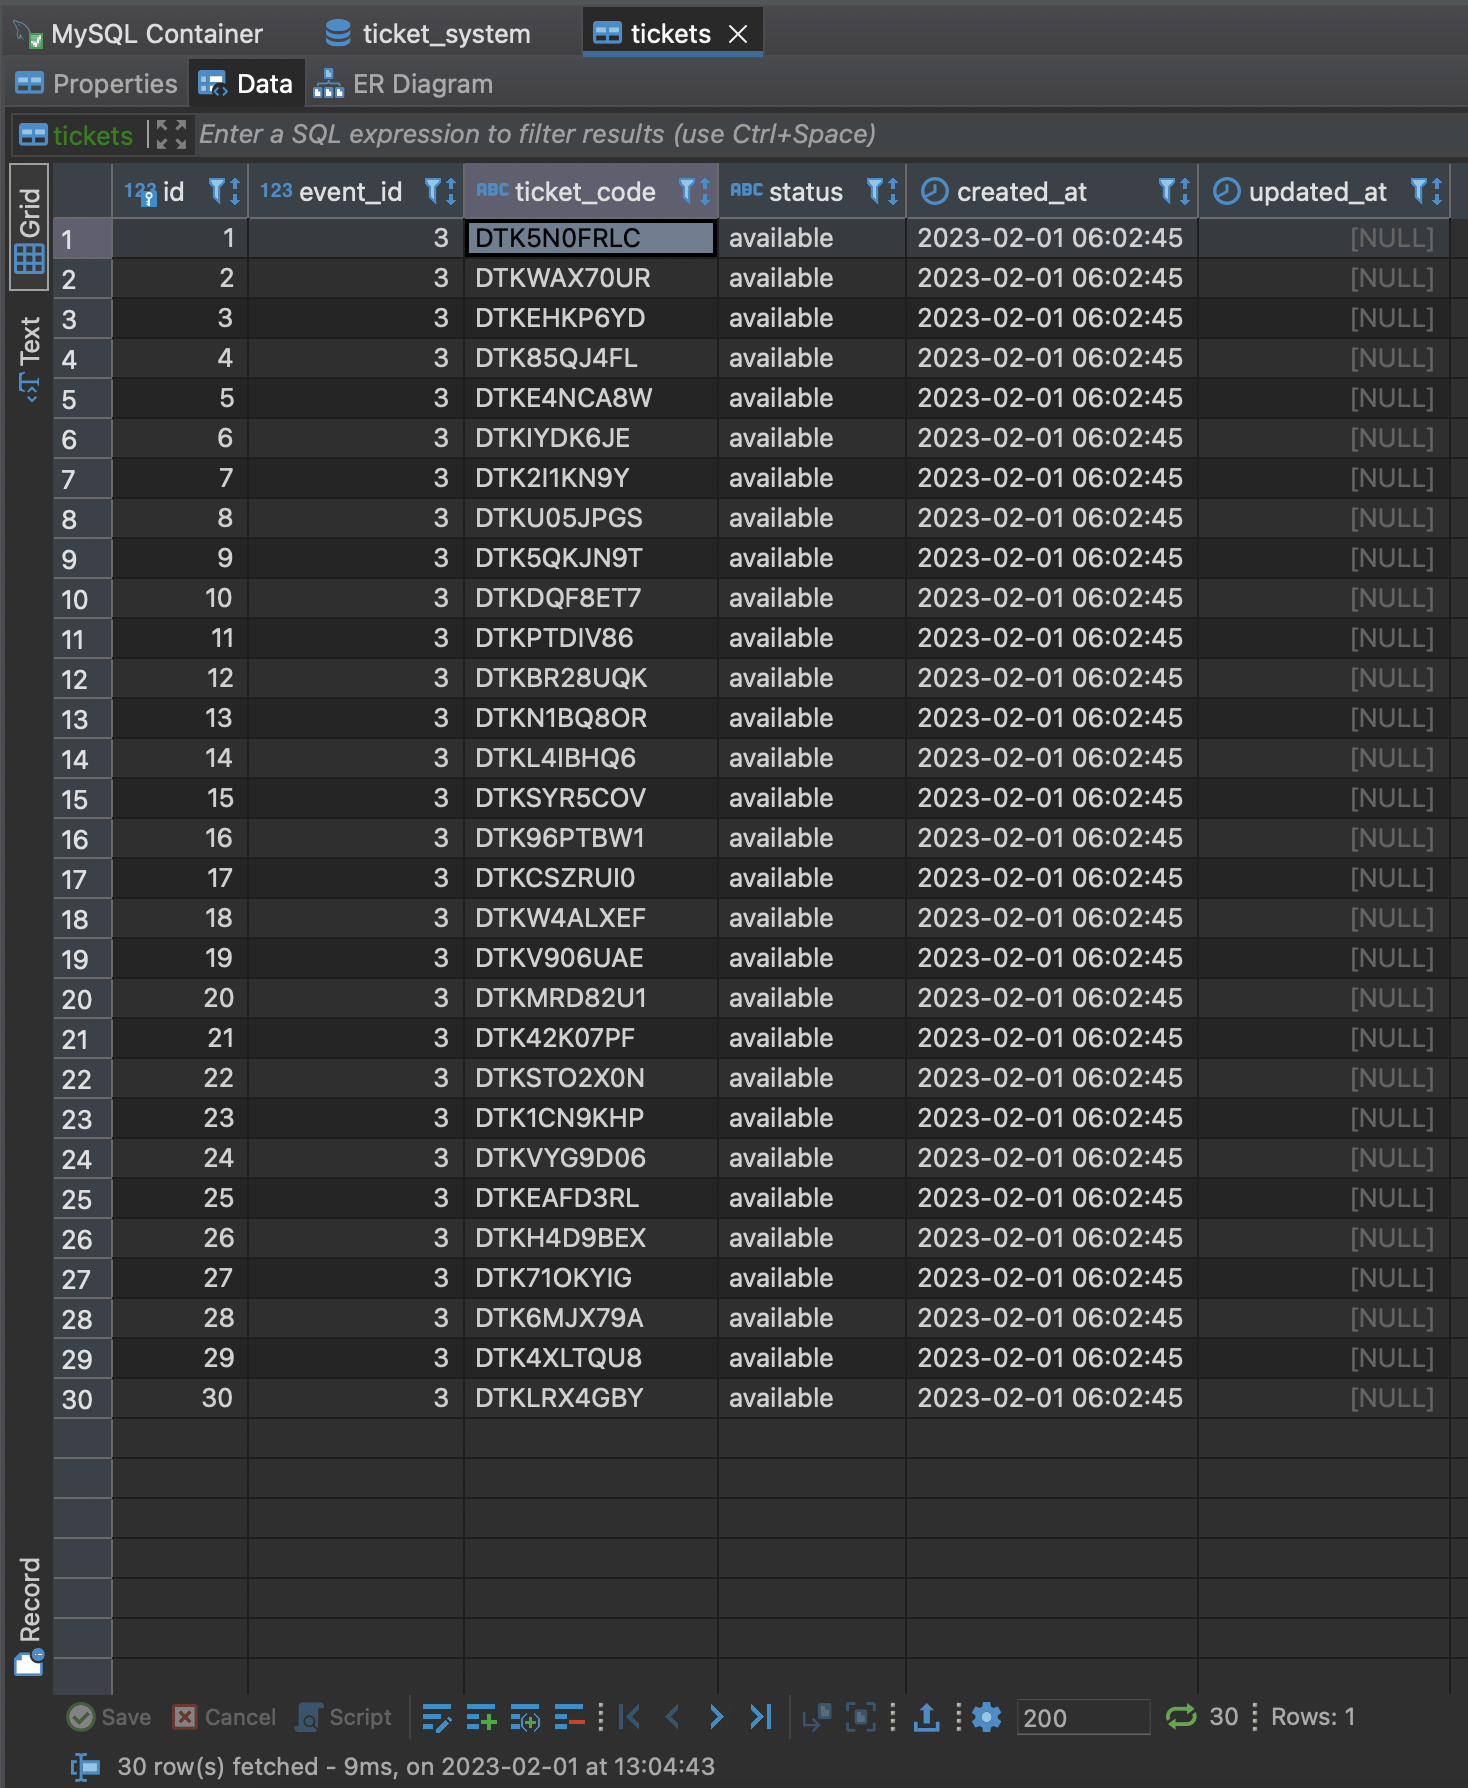 MySQL Container ticket_system tickets
Properties Data ER Diagram
tickets Enter a SQL expression to filter results (use Ctrl+Space)
Grid
Text
Record
123 id 123 event_id ABC ticket_code ABC status created_at updated_at
1 1 3 DTK5N0FRLC available 2023-02-01 06:02:45 [NULL]
2 2 3 DTKWAX70UR available 2023-02-01 06:02:45 [NULL]
3 3 3 DTKEHKP6YD available 2023-02-01 06:02:45 [NULL]
4 4 3 DTK85QJ4FL available 2023-02-01 06:02:45 [NULL]
5 5 3 DTKE4NCA8W available 2023-02-01 06:02:45 [NULL]
6 6 3 DTKIYDK6JE available 2023-02-01 06:02:45 [NULL]
7 7 3 DTK2I1KN9Y available 2023-02-01 06:02:45 [NULL]
8 8 3 DTKU05JPGS available 2023-02-01 06:02:45 [NULL]
9 9 3 DTK5QKJN9T available 2023-02-01 06:02:45 [NULL]
10 10 3 DTKDQF8ET7 available 2023-02-01 06:02:45 [NULL]
11 11 3 DTKPTDIV86 available 2023-02-01 06:02:45 [NULL]
12 12 3 DTKBR28UQK available 2023-02-01 06:02:45 [NULL]
13 13 3 DTKN1BQ8OR available 2023-02-01 06:02:45 [NULL]
14 14 3 DTKL4IBHQ6 available 2023-02-01 06:02:45 [NULL]
15 15 3 DTKSYR5COV available 2023-02-01 06:02:45 [NULL]
16 16 3 DTK96PTBW1 available 2023-02-01 06:02:45 [NULL]
17 17 3 DTKCSZRUI0 available 2023-02-01 06:02:45 [NULL]
18 18 3 DTKW4ALXEF available 2023-02-01 06:02:45 [NULL]
19 19 3 DTKV906UAE available 2023-02-01 06:02:45 [NULL]
20 20 3 DTKMRD82U1 available 2023-02-01 06:02:45 [NULL]
21 21 3 DTK42K07PF available 2023-02-01 06:02:45 [NULL]
22 22 3 DTKSTO2X0N available 2023-02-01 06:02:45 [NULL]
23 23 3 DTK1CN9KHP available 2023-02-01 06:02:45 [NULL]
24 24 3 DTKVYG9D06 available 2023-02-01 06:02:45 [NULL]
25 25 3 DTKEAFD3RL available 2023-02-01 06:02:45 [NULL]
26 26 3 DTKH4D9BEX available 2023-02-01 06:02:45 [NULL]
27 27 3 DTK71OKYIG available 2023-02-01 06:02:45 [NULL]
28 28 3 DTK6MJX79A available 2023-02-01 06:02:45 [NULL]
29 29 3 DTK4XLTQU8 available 2023-02-01 06:02:45 [NULL]
30 30 3 DTKLRX4GBY available 2023-02-01 06:02:45 [NULL]
Save Cancel Script 200 30 Rows: 1
30 row(s) fetched - 9ms, on 2023-02-01 at 13:04:43